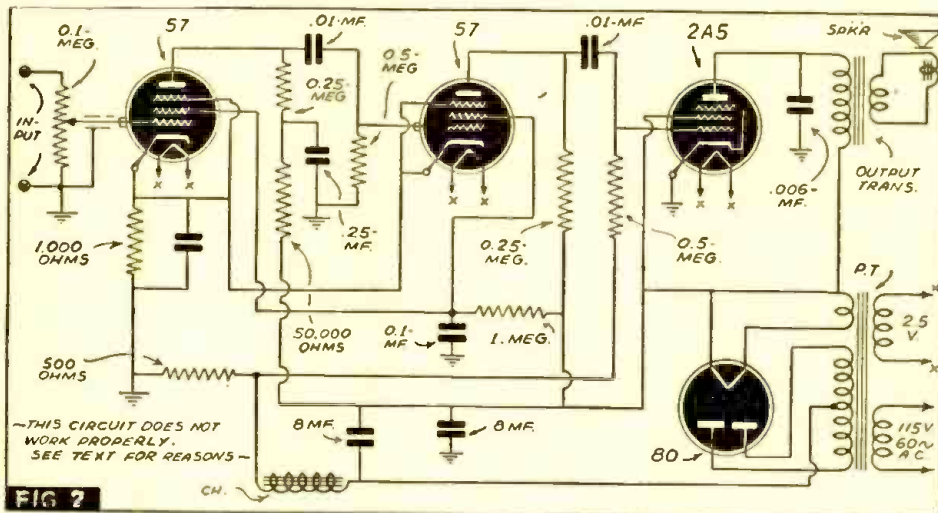 0.1-
MEG.
57
.01-MF.
0.5-
MEG
57
.01-MF.
2A5
SPKR
IN-
PUT
0.25-
MEG
.25-
MF.
.006-
MF.
OUTPUT
TRANS.
1,000
OHMS
0.25-
MEG.
0.5-
MEG.
50,000
OHMS
0.1-
MF
1. MEG.
P.T
X
2.5
V.
X
500
OHMS
X X
X X
X X
8 MF.
8 MF.
80
115 V.
60~
A.C.
~THIS CIRCUIT DOES NOT
WORK PROPERLY.
SEE TEXT FOR REASONS~
CH.
FIG 2